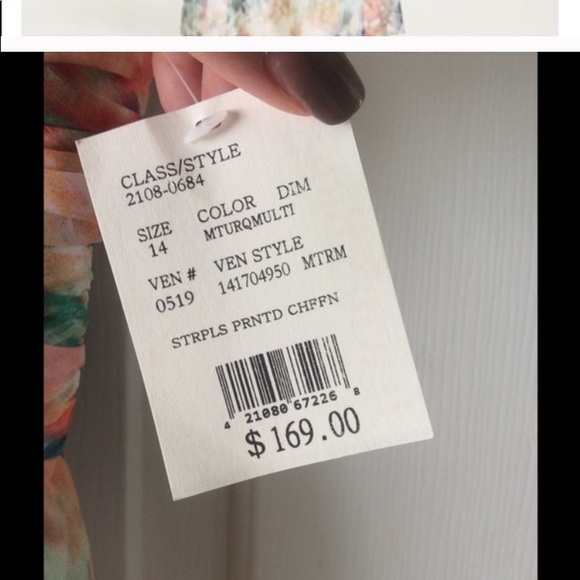 CLASS/STYLE
2108-0684
SIZE COLOR DIM
14 MTURQMULTI
VEN # VEN STYLE
0519 141704950 MTRM
STRPLS PRNTD CHFFN
4 21080 67226 8
$169.00